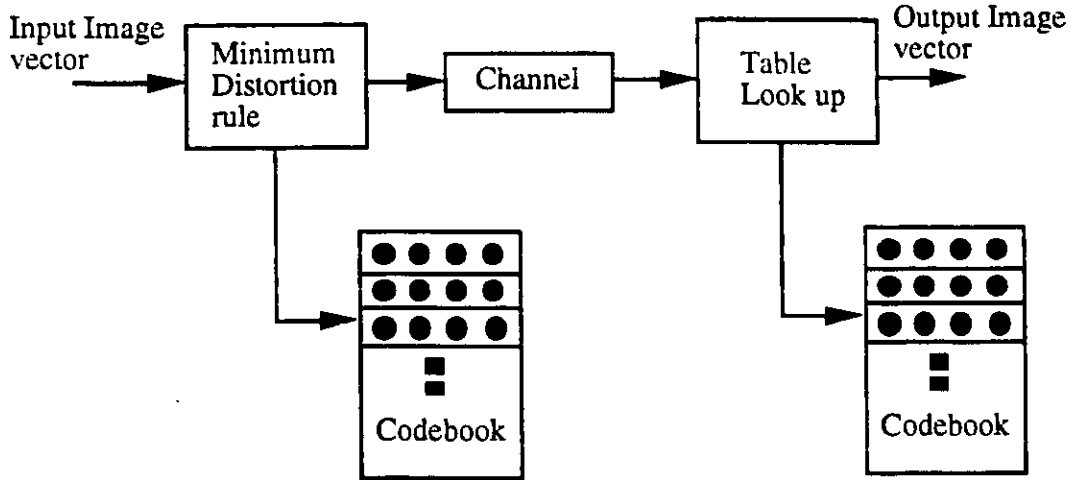 Input Image
vector
Minimum
Distortion
rule
Channel
Table
Look up
Output Image
vector
Codebook
Codebook